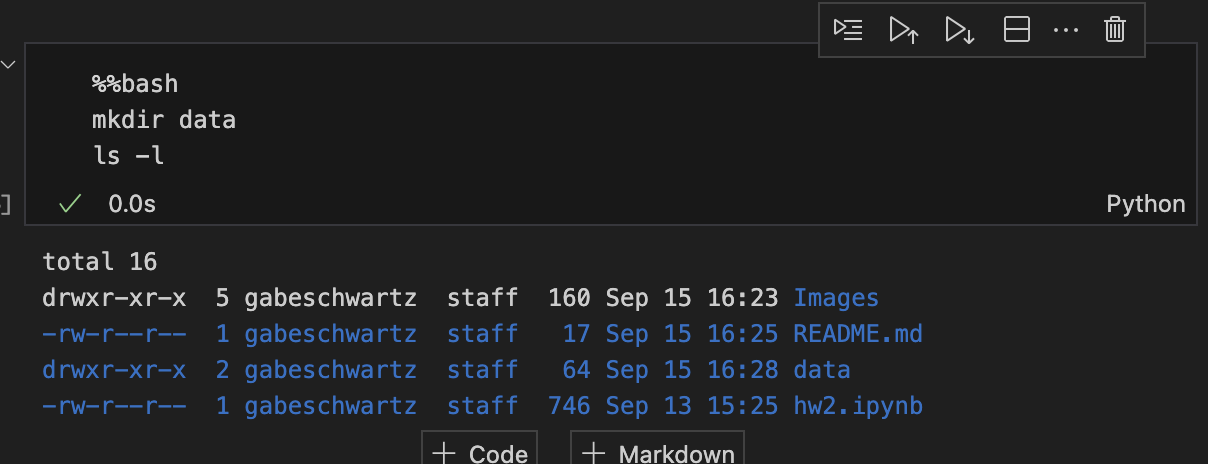 %%bash
mkdir data
ls -l
0.0s
Python
total 16
drwxr-xr-x  5 gabeschwartz  staff  160 Sep 15 16:23 Images
-rw-r--r--  1 gabeschwartz  staff   17 Sep 15 16:25 README.md
drwxr-xr-x  2 gabeschwartz  staff   64 Sep 15 16:28 data
-rw-r--r--  1 gabeschwartz  staff  746 Sep 13 15:25 hw2.ipynb
+ Code
+ Markdown